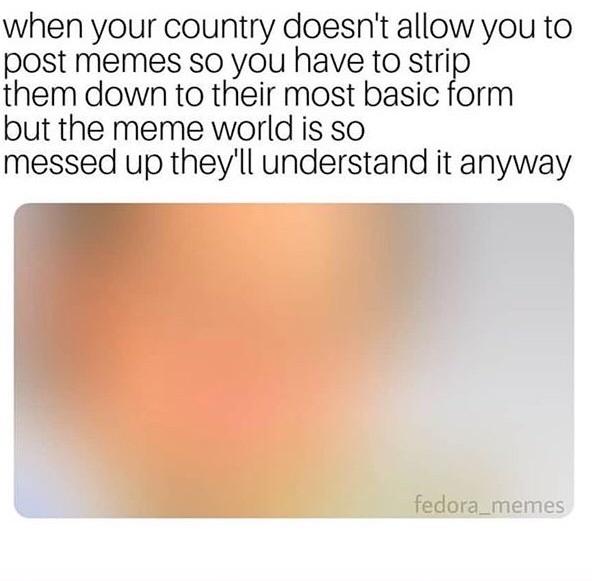 when your country doesn't allow you to
post memes so you have to strip
them down to their most basic form
but the meme world is so
messed up they'll understand it anyway
fedora_memes